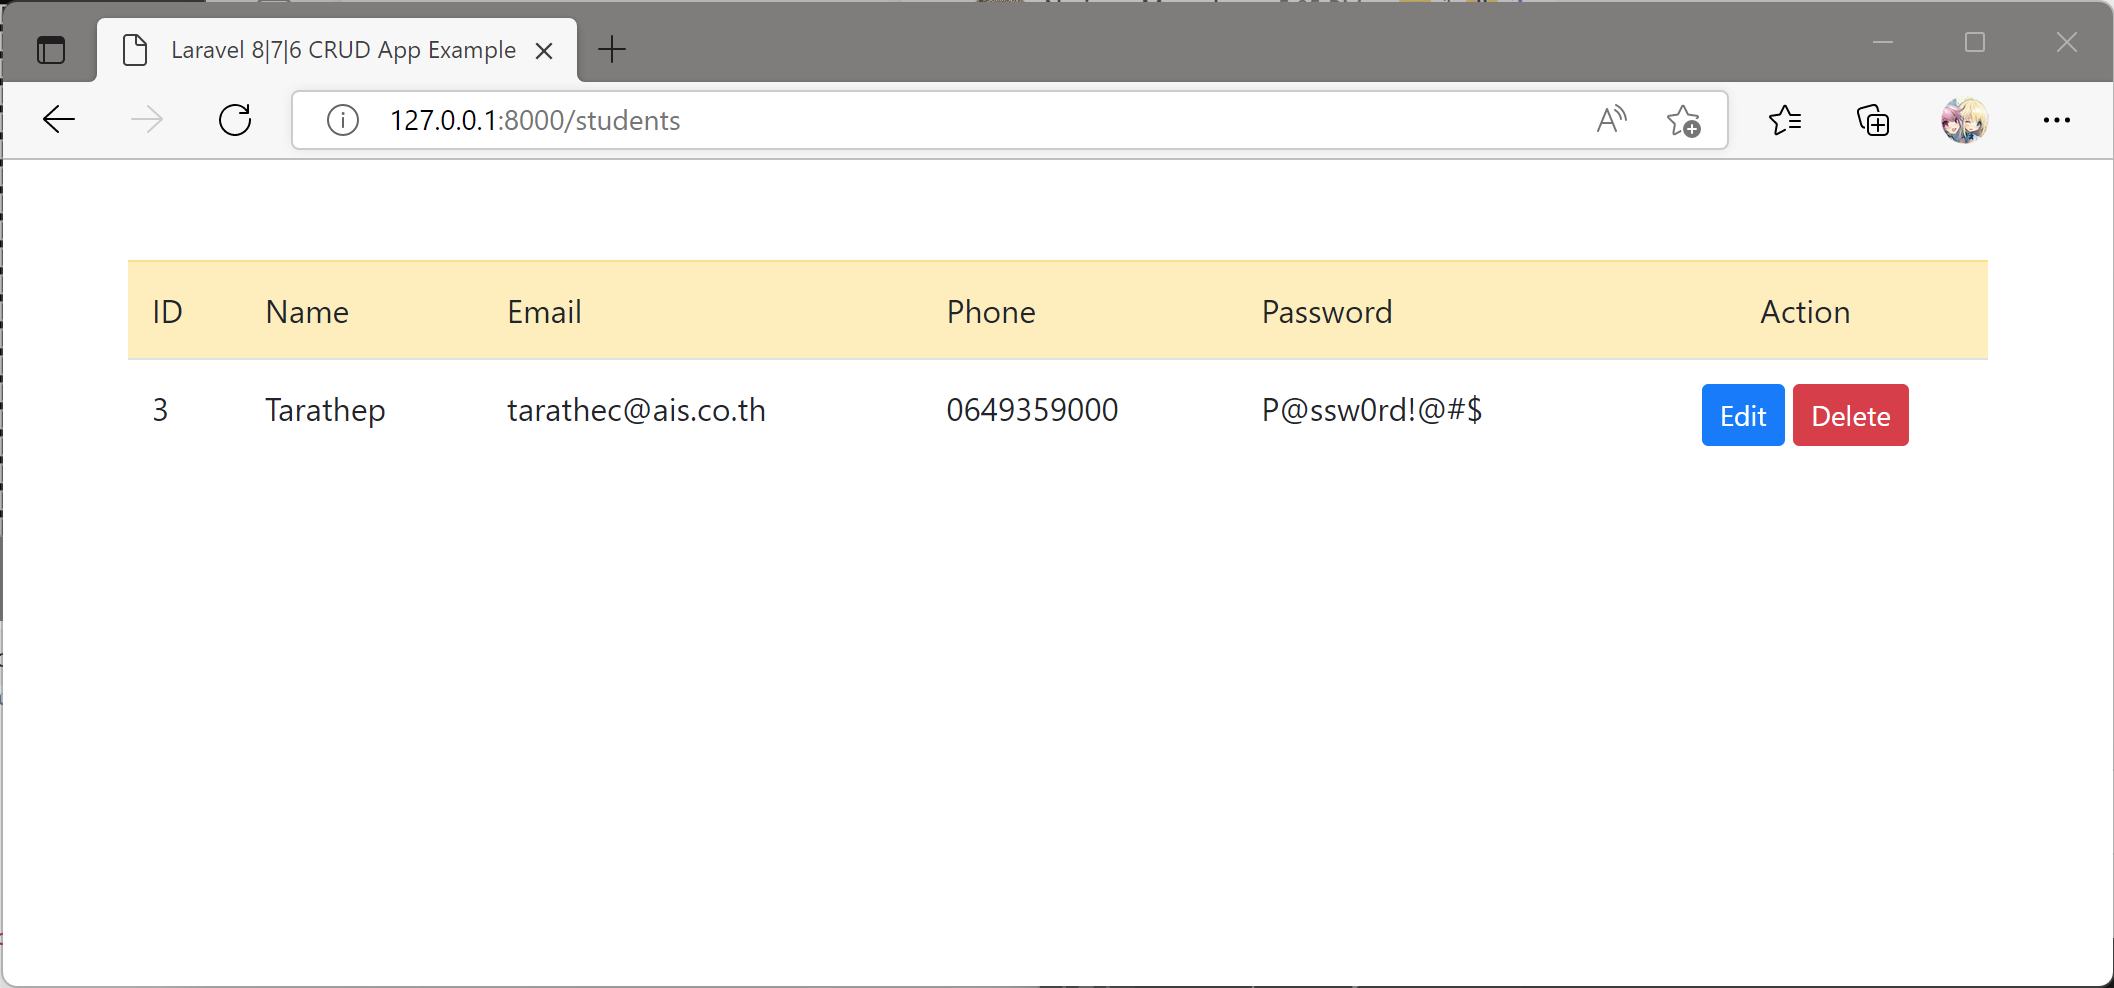 Laravel 8|7|6 CRUD App Example
127.0.0.1:8000/students
ID Name Email Phone Password Action
3 Tarathep tarathec@ais.co.th 0649359000 P@ssw0rd!@#$ Edit Delete